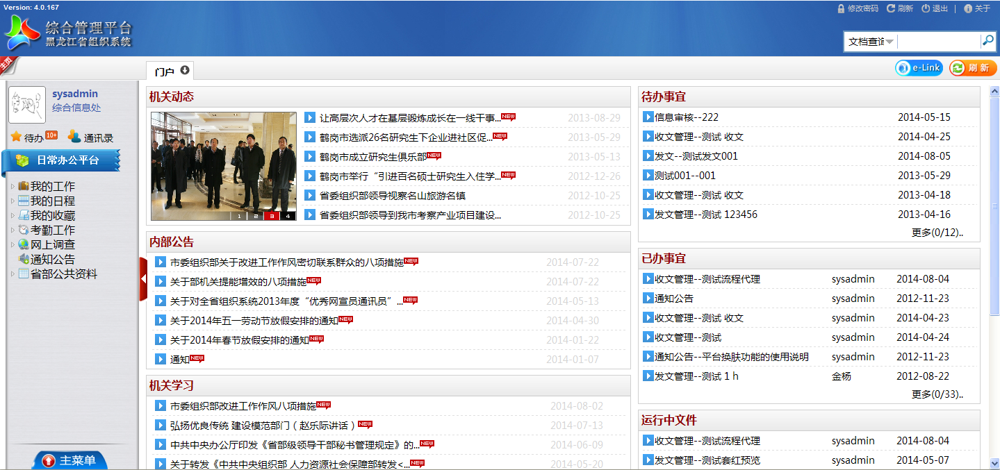 Version: 4.0.167
修改密码 刷新 退出 | 关于
综合管理平台
黑龙江省组织系统
文档查询
主页
门户
e-Link 刷新
sysadmin
综合信息处
待办 10+ 通讯录
日常办公平台
我的工作
我的日程
我的收藏
考勤工作
网上调查
通知公告
省部公共资料
主菜单
机关动态
1 2 3 4
让高层次人才在基层锻炼成长在一线干事... NEW 2013-08-29
鹤岗市选派26名研究生下企业进社区促... NEW 2013-05-29
鹤岗市成立研究生俱乐部 NEW 2013-05-13
鹤岗市举行“引进百名硕士研究生入住学... NEW 2012-12-26
省委组织部领导视察名山旅游名镇 2012-10-25
省委组织部领导到我市考察产业项目建设... 2012-10-25
内部公告
市委组织部关于改进工作作风密切联系群众的八项措施 NEW 2014-07-22
关于部机关提能增效的八项措施 NEW 2014-07-22
关于对全省组织系统2013年度“优秀网宣员通讯员”... NEW 2014-05-13
关于2014年五一劳动节放假安排的通知 NEW 2014-04-30
关于2014年春节放假安排的通知 NEW 2014-01-22
通知 NEW 2014-01-07
机关学习
市委组织部改进工作作风八项措施 NEW 2014-08-02
弘扬优良传统 建设模范部门（赵乐际讲话） NEW 2014-07-13
中共中央办公厅印发《省部级领导干部秘书管理规定》的... NEW 2014-06-09
关于转发《中共中央组织部 人力资源社会保障部转发<... NEW 2014-05-20
待办事宜
信息审核--222 2014-05-15
收文管理--测试 收文 2014-04-25
发文--测试发文001 2014-08-05
测试001--001 2013-05-29
收文管理--测试 收文 2013-04-18
发文管理--测试 123456 2013-04-16
更多(0/12)..
已办事宜
收文管理--测试流程代理 sysadmin 2014-08-04
通知公告 sysadmin 2012-11-23
收文管理--测试 收文 sysadmin 2014-04-23
收文管理--测试 sysadmin 2014-04-24
通知公告--平台换肤功能的使用说明 sysadmin 2012-11-23
发文管理--测试 1 h 金杨 2012-08-22
更多(0/33)..
运行中文件
收文管理--测试流程代理 sysadmin 2014-08-04
发文管理--测试套红预览 sysadmin 2014-05-07